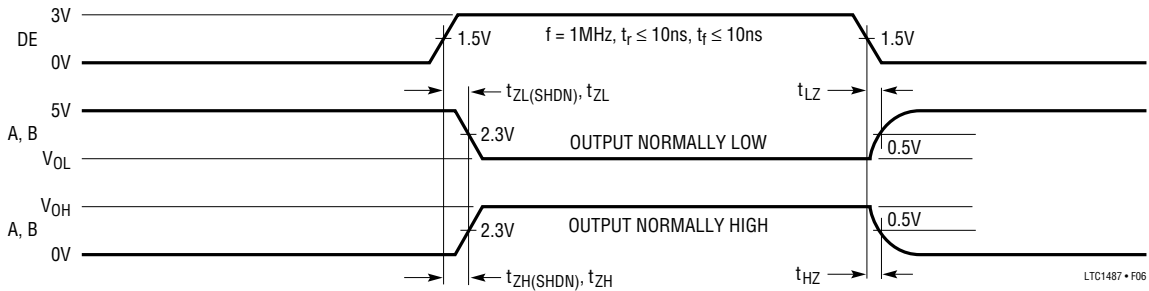 3V
DE
1.5V
f = 1MHz, tr ≤ 10ns, tf ≤ 10ns
1.5V
0V
tZL(SHDN), tZL
tLZ
5V
A, B
2.3V
OUTPUT NORMALLY LOW
0.5V
VOL
VOH
A, B
2.3V
OUTPUT NORMALLY HIGH
0.5V
0V
tZH(SHDN), tZH
tHZ
LTC1487 • F06